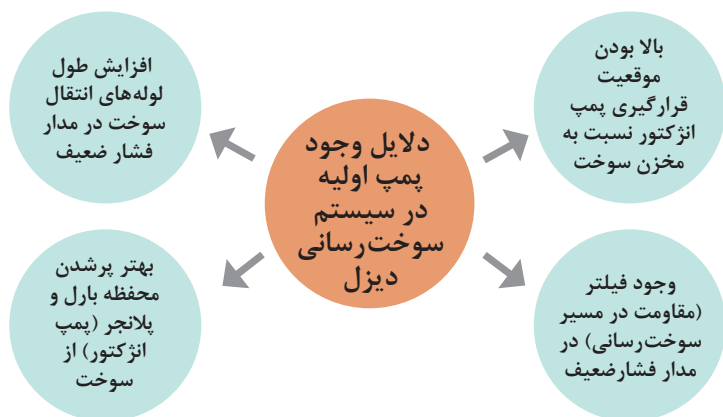 دلایل وجود
پمپ اولیه
در سیستم
سوخت‌رسانی
دیزل
بالا بودن
موقعیت
قرارگیری پمپ
انژکتور نسبت به
مخزن سوخت
افزایش طول
لوله‌های انتقال
سوخت در مدار
فشار ضعیف
وجود فیلتر
(مقاومت در مسیر
سوخت‌رسانی) در
مدار فشارضعیف
بهتر پرشدن
محفظه بارل و
پلانجر (پمپ
انژکتور) از
سوخت